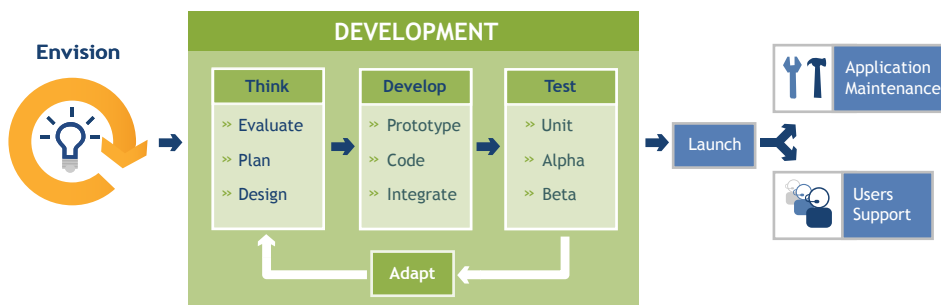 Envision
DEVELOPMENT
Think
» Evaluate
» Plan
» Design
Develop
» Prototype
» Code
» Integrate
Test
» Unit
» Alpha
» Beta
Adapt
Launch
Application
Maintenance
Users
Support